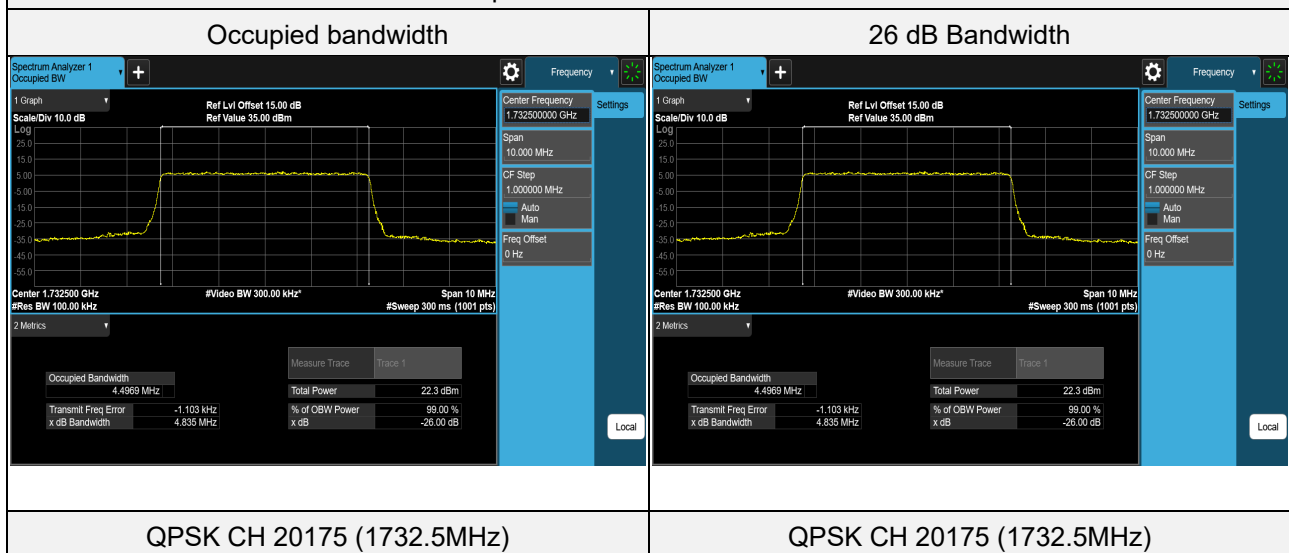 Occupied bandwidth
26 dB Bandwidth
Spectrum Analyzer 1
Occupied BW
+
Frequency
1 Graph
Ref Lvl Offset 15.00 dB
Scale/Div 10.0 dB
Ref Value 35.00 dBm
Log
25.0
15.0
5.00
-5.00
-15.0
-25.0
-35.0
-45.0
-55.0
Center 1.732500 GHz
#Video BW 300.00 kHz*
Span 10 MHz
#Res BW 100.00 kHz
#Sweep 300 ms (1001 pts)
Center Frequency
1.732500000 GHz
Settings
Span
10.000 MHz
CF Step
1.000000 MHz
Auto
Man
Freq Offset
0 Hz
2 Metrics
Measure Trace Trace 1
Occupied Bandwidth
4.4969 MHz
Total Power 22.3 dBm
Transmit Freq Error -1.103 kHz
% of OBW Power 99.00 %
x dB Bandwidth 4.835 MHz
x dB -26.00 dB
Local
Spectrum Analyzer 1
Occupied BW
+
Frequency
1 Graph
Ref Lvl Offset 15.00 dB
Scale/Div 10.0 dB
Ref Value 35.00 dBm
Log
25.0
15.0
5.00
-5.00
-15.0
-25.0
-35.0
-45.0
-55.0
Center 1.732500 GHz
#Video BW 300.00 kHz*
Span 10 MHz
#Res BW 100.00 kHz
#Sweep 300 ms (1001 pts)
Center Frequency
1.732500000 GHz
Settings
Span
10.000 MHz
CF Step
1.000000 MHz
Auto
Man
Freq Offset
0 Hz
2 Metrics
Measure Trace Trace 1
Occupied Bandwidth
4.4969 MHz
Total Power 22.3 dBm
Transmit Freq Error -1.103 kHz
% of OBW Power 99.00 %
x dB Bandwidth 4.835 MHz
x dB -26.00 dB
Local
QPSK CH 20175 (1732.5MHz)
QPSK CH 20175 (1732.5MHz)